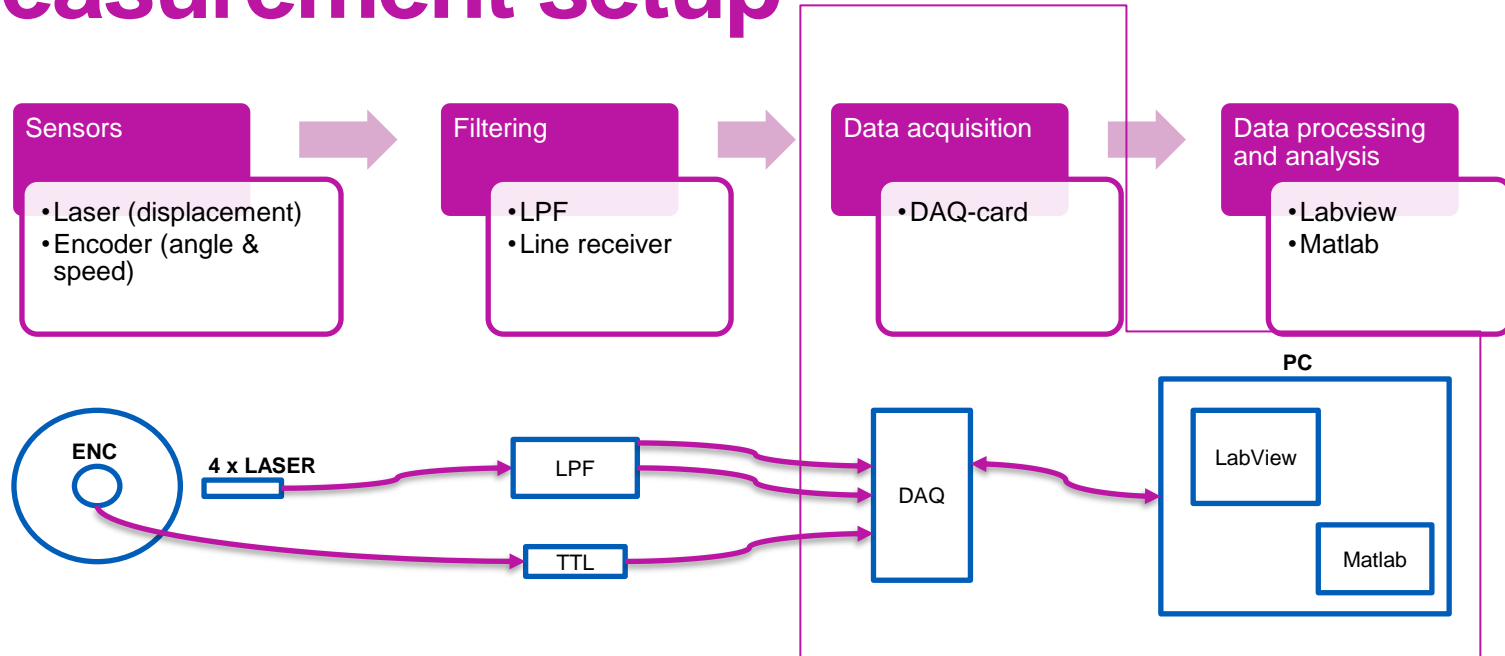 easurement setup
Sensors
•Laser (displacement)
•Encoder (angle &
speed)
Filtering
•LPF
•Line receiver
Data acquisition
•DAQ-card
Data processing
and analysis
•Labview
•Matlab
ENC
4 x LASER
LPF
TTL
DAQ
PC
LabView
Matlab